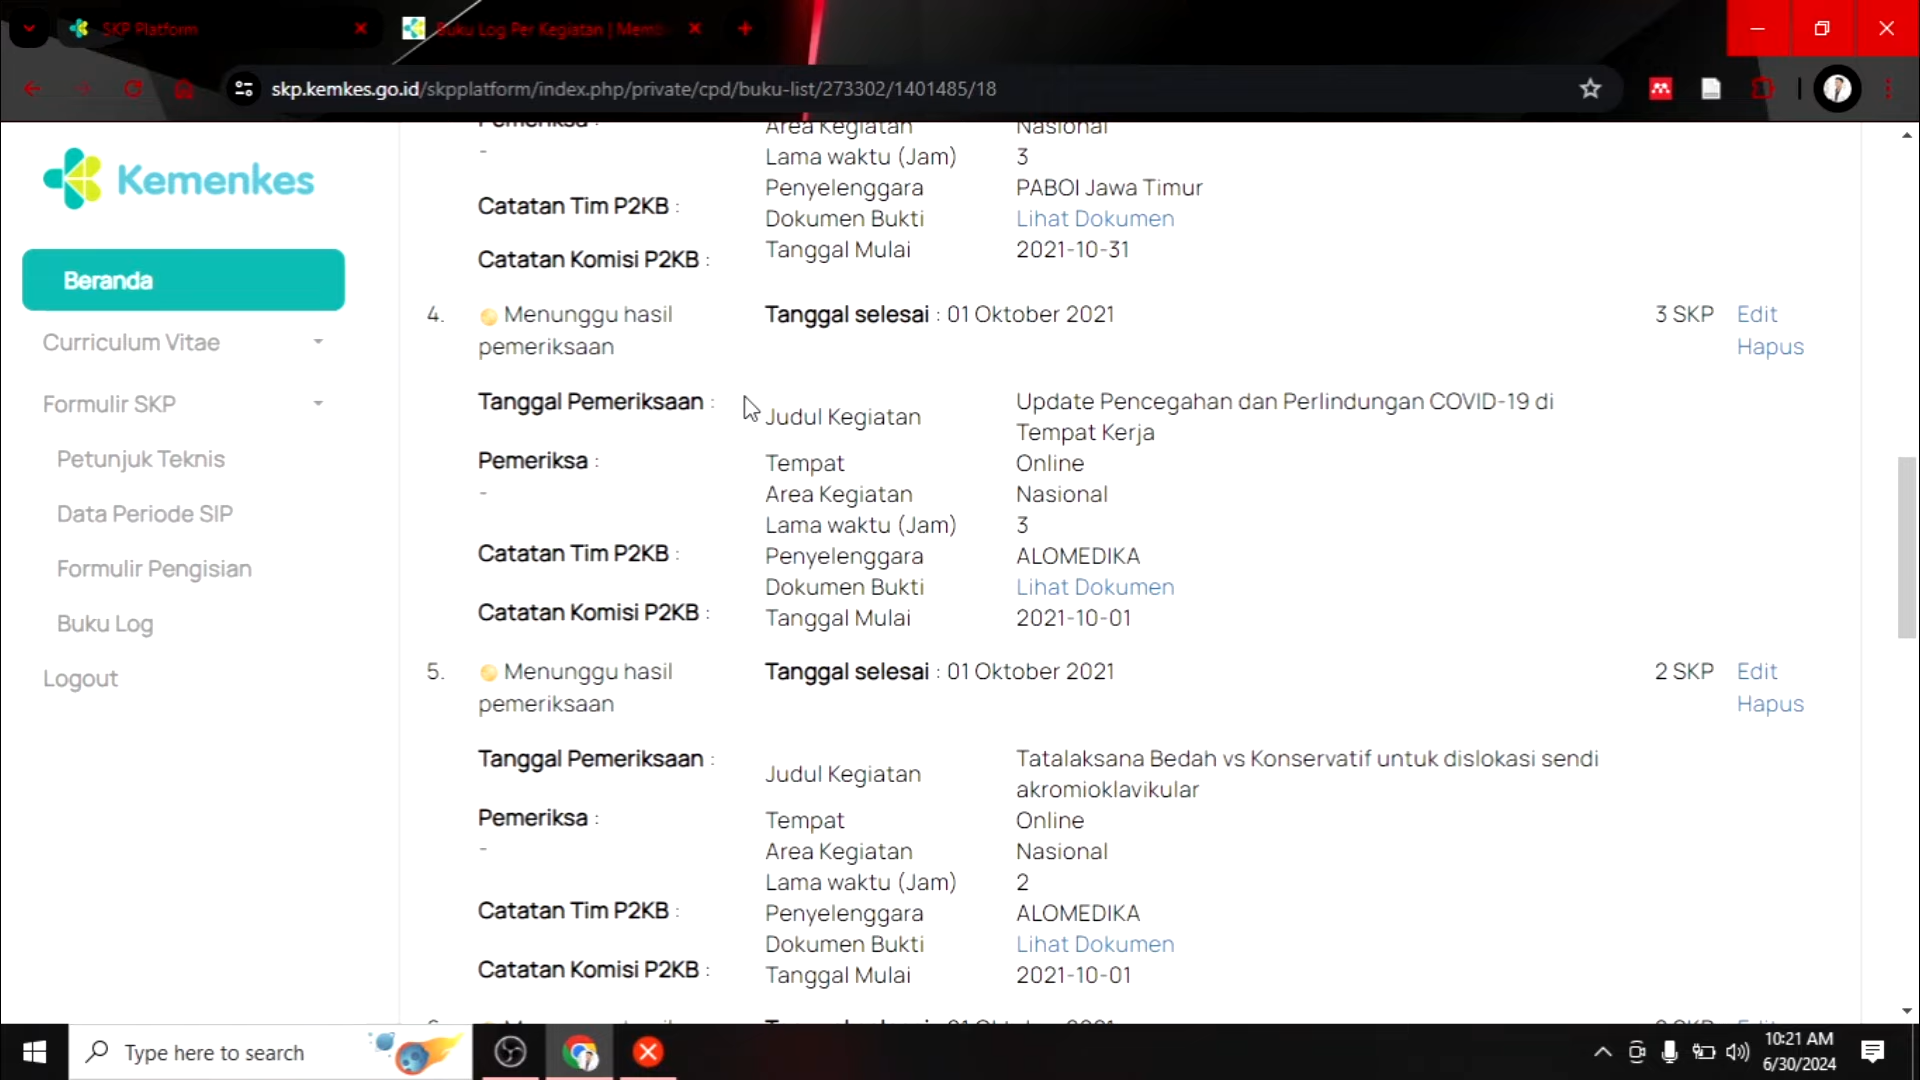 SKP Platform
Buku Log Per Kegiatan | Memb
skp.kemkes.go.id/skpplatform/index.php/private/cpd/buku-list/273302/1401485/18
Kemenkes
Beranda
Curriculum Vitae
Formulir SKP
Petunjuk Teknis
Data Periode SIP
Formulir Pengisian
Buku Log
Logout
Pemeriksa :
-
Catatan Tim P2KB :
Catatan Komisi P2KB :
Area Kegiatan Nasional
Lama waktu (Jam) 3
Penyelenggara PABOI Jawa Timur
Dokumen Bukti Lihat Dokumen
Tanggal Mulai 2021-10-31
4. Menunggu hasil pemeriksaan
Tanggal selesai : 01 Oktober 2021
3 SKP
Edit
Hapus
Tanggal Pemeriksaan :
Pemeriksa :
-
Catatan Tim P2KB :
Catatan Komisi P2KB :
Judul Kegiatan Update Pencegahan dan Perlindungan COVID-19 di
Tempat Kerja
Tempat Online
Area Kegiatan Nasional
Lama waktu (Jam) 3
Penyelenggara ALOMEDIKA
Dokumen Bukti Lihat Dokumen
Tanggal Mulai 2021-10-01
5. Menunggu hasil pemeriksaan
Tanggal selesai : 01 Oktober 2021
2 SKP
Edit
Hapus
Tanggal Pemeriksaan :
Pemeriksa :
-
Catatan Tim P2KB :
Catatan Komisi P2KB :
Judul Kegiatan Tatalaksana Bedah vs Konservatif untuk dislokasi sendi
akromioklavikular
Tempat Online
Area Kegiatan Nasional
Lama waktu (Jam) 2
Penyelenggara ALOMEDIKA
Dokumen Bukti Lihat Dokumen
Tanggal Mulai 2021-10-01
Type here to search
10:21 AM
6/30/2024